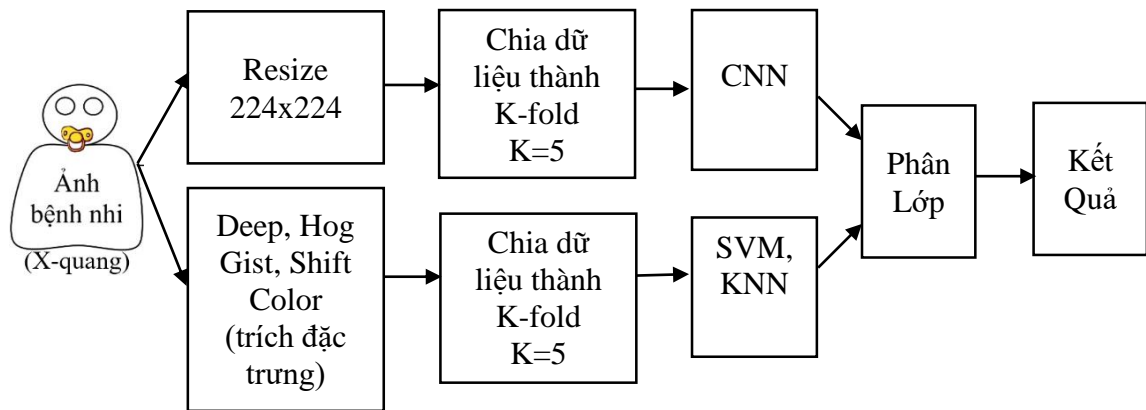 Ảnh
bệnh nhi
(X-quang)
Resize
224x224
Chia dữ
liệu thành
K-fold
K=5
CNN
Deep, Hog
Gist, Shift
Color
(trích đặc
trưng)
Chia dữ
liệu thành
K-fold
K=5
SVM,
KNN
Phân
Lớp
Kết
Quả